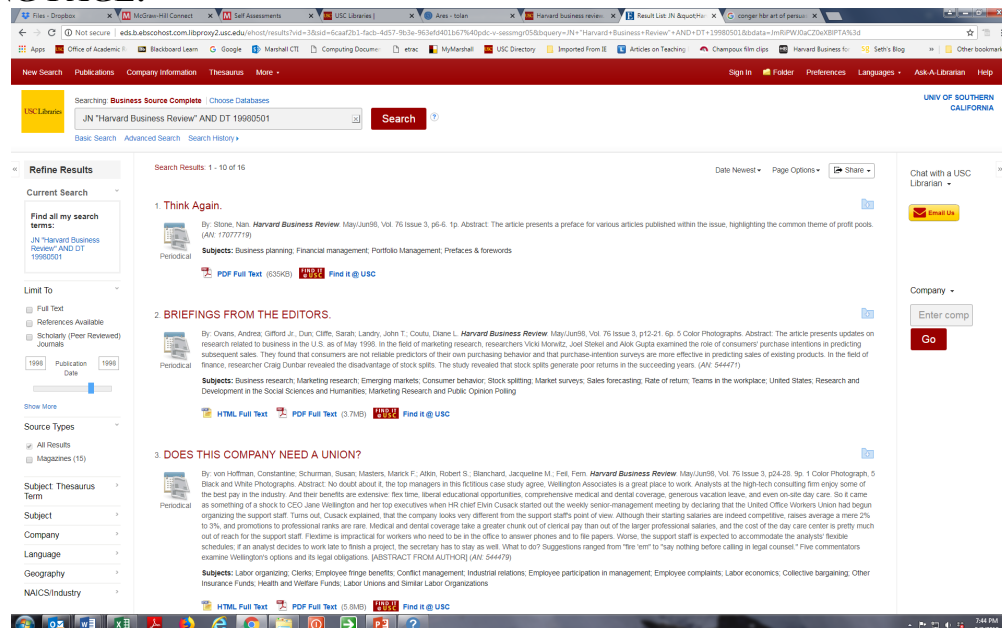 Files - Dropbox
McGraw-Hill Connect
Self Assessments
USC Libraries |
Ares - tolan
Harvard business review
Result List: JN &quotHar
conger hbr art of persua
Not secure | eds.b.ebscohost.com.libproxy2.usc.edu/ehost/results?vid=3&sid=6caaf2b1-facb-4d57-9b3e-963efd401b67%40pdc-v-sessmgr05&bquery=JN+"Harvard+Business+Review"+AND+DT+19980501&bdata=JmRiPWJ0aCZ0eXBlPTA%3d
Apps
Office of Academic R
Blackboard Learn
Google
Marshall CTI
Computing Documen
etrac
MyMarshall
USC Directory
Imported From IE
Articles on Teaching
Champoux film clips
Harvard Business for
Seth's Blog
»
Other bookmark
New Search Publications Company Information Thesaurus More
Sign In Folder Preferences Languages Ask-A-Librarian Help
USC Libraries
Searching: Business Source Complete | Choose Databases
JN "Harvard Business Review" AND DT 19980501
Search
Basic Search Advanced Search Search History
UNIV OF SOUTHERN
CALIFORNIA
« Refine Results
Current Search
Find all my search
terms:
JN "Harvard Business
Review" AND DT
19980501
Limit To
Full Text
References Available
Scholarly (Peer Reviewed)
Journals
1998 Publication 1998
Date
Show More
Source Types
All Results
Magazines (15)
Subject: Thesaurus
Term
Subject
Company
Language
Geography
NAICS/Industry
Search Results: 1 - 10 of 16
Date Newest Page Options Share
1. Think Again.
Periodical
By: Stone, Nan. Harvard Business Review. May/Jun98, Vol. 76 Issue 3, p6-6. 1p. Abstract: The article presents a preface for various articles published within the issue, highlighting the common theme of profit pools.
(AN: 17077719)
Subjects: Business planning; Financial management; Portfolio Management; Prefaces & forewords
PDF Full Text (635KB) FIND IT @ USC Find it @ USC
2. BRIEFINGS FROM THE EDITORS.
Periodical
By: Ovans, Andrea; Gifford Jr., Dun; Cliffe, Sarah; Landry, John T.; Coutu, Diane L. Harvard Business Review. May/Jun98, Vol. 76 Issue 3, p12-21. 6p. 5 Color Photographs. Abstract: The article presents updates on
research related to business in the U.S. as of May 1998. In the field of marketing research, researchers Vicki Morwitz, Joel Stekel and Alok Gupta examined the role of consumers' purchase intentions in predicting
subsequent sales. They found that consumers are not reliable predictors of their own purchasing behavior and that purchase-intention surveys are more effective in predicting sales of existing products. In the field of
finance, researcher Craig Dunbar revealed the disadvantage of stock splits. The study revealed that stock splits generate poor returns in the succeeding years. (AN: 544471)
Subjects: Business research; Marketing research; Emerging markets; Consumer behavior; Stock splitting; Market surveys; Sales forecasting; Rate of return; Teams in the workplace; United States; Research and
Development in the Social Sciences and Humanities; Marketing Research and Public Opinion Polling
HTML Full Text PDF Full Text (3.7MB) FIND IT @ USC Find it @ USC
3. DOES THIS COMPANY NEED A UNION?
Periodical
By: von Hoffman, Constantine; Schurman, Susan; Masters, Marick F.; Atkin, Robert S.; Blanchard, Jacqueline M.; Feil, Fern. Harvard Business Review. May/Jun98, Vol. 76 Issue 3, p24-28. 9p. 1 Color Photograph, 5
Black and White Photographs. Abstract: No doubt about it, the top managers in this fictitious case study agree, Wellington Associates is a great place to work. Analysts at the high-tech consulting firm enjoy some of
the best pay in the industry. And their benefits are extensive: flex time, liberal educational opportunities, comprehensive medical and dental coverage, generous vacation leave, and even on-site day care. So it came
as something of a shock to CEO Jane Wellington and her top executives when HR chief Elvin Cusack started out the weekly senior-management meeting by declaring that the United Office Workers Union had begun
organizing the support staff. Turns out, Cusack explained, that the company looks very different from the support staff's point of view. Although their starting salaries are indeed competitive, raises average a mere 2%
to 3%, and promotions to professional ranks are rare. Medical and dental coverage take a greater chunk out of clerical pay than out of the larger professional salaries, and the cost of the day care center is pretty much
out of reach for the support staff. Flextime is impractical for workers who need to be in the office to answer phones and to file papers. Worse, the support staff is expected to accommodate the analysts' flexible
schedules; if an analyst decides to work late to finish a project, the secretary has to stay as well. What to do? Suggestions ranged from "fire 'em" to "say nothing before calling in legal counsel." Five commentators
examine Wellington's options and its legal obligations. [ABSTRACT FROM AUTHOR] (AN: 544479)
Subjects: Labor organizing; Clerks; Employee fringe benefits; Conflict management; Industrial relations; Employee participation in management; Employee complaints; Labor economics; Collective bargaining; Other
Insurance Funds; Health and Welfare Funds; Labor Unions and Similar Labor Organizations
HTML Full Text PDF Full Text (5.8MB) FIND IT @ USC Find it @ USC
Chat with a USC »
Librarian
Email Us
Company
Enter comp
Go
7:44 PM